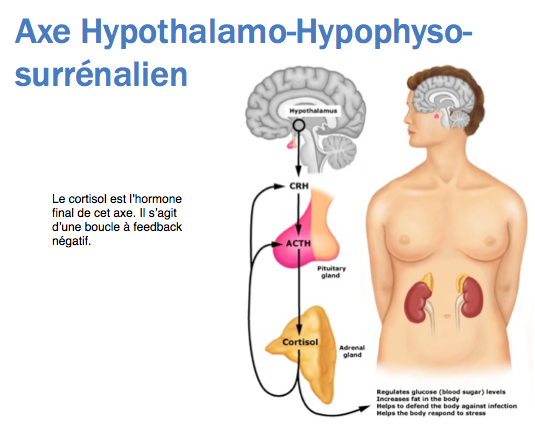 Axe Hypothalamo-Hypophyso-
surrénalien
Hypothalamus
Le cortisol est l'hormone
final de cet axe. Il s'agit
d'une boucle à feedback
négatif.
CRH
ACTH
Pituitary
gland
Cortisol
Adrenal
gland
Regulates glucose (blood sugar) levels
Increases fat in the body
Helps to defend the body against infection
Helps the body respond to stress